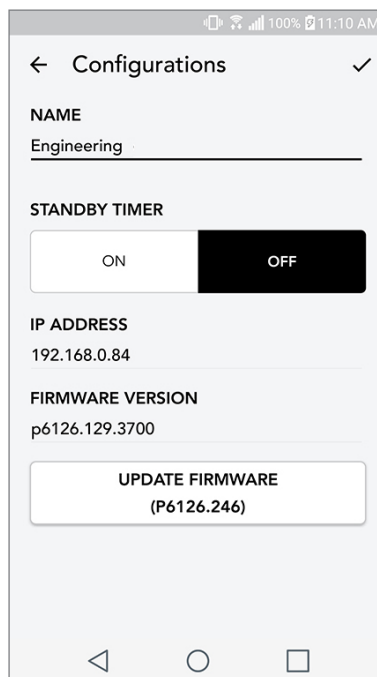 100% 11:10 AM
Configurations
NAME
Engineering
STANDBY TIMER
ON OFF
IP ADDRESS
192.168.0.84
FIRMWARE VERSION
p6126.129.3700
UPDATE FIRMWARE
(P6126.246)